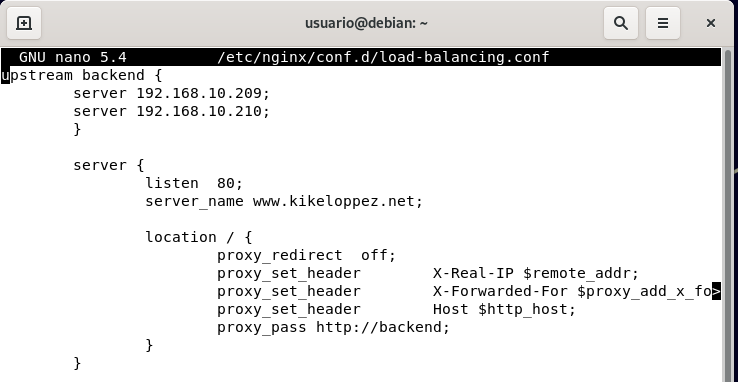 usuario@debian: ~
GNU nano 5.4 /etc/nginx/conf.d/load-balancing.conf
upstream backend {
server 192.168.10.209;
server 192.168.10.210;
}
server {
listen 80;
server_name www.kikeloppez.net;
location / {
proxy_redirect off;
proxy_set_header X-Real-IP $remote_addr;
proxy_set_header X-Forwarded-For $proxy_add_x_fo>
proxy_set_header Host $http_host;
proxy_pass http://backend;
}
}